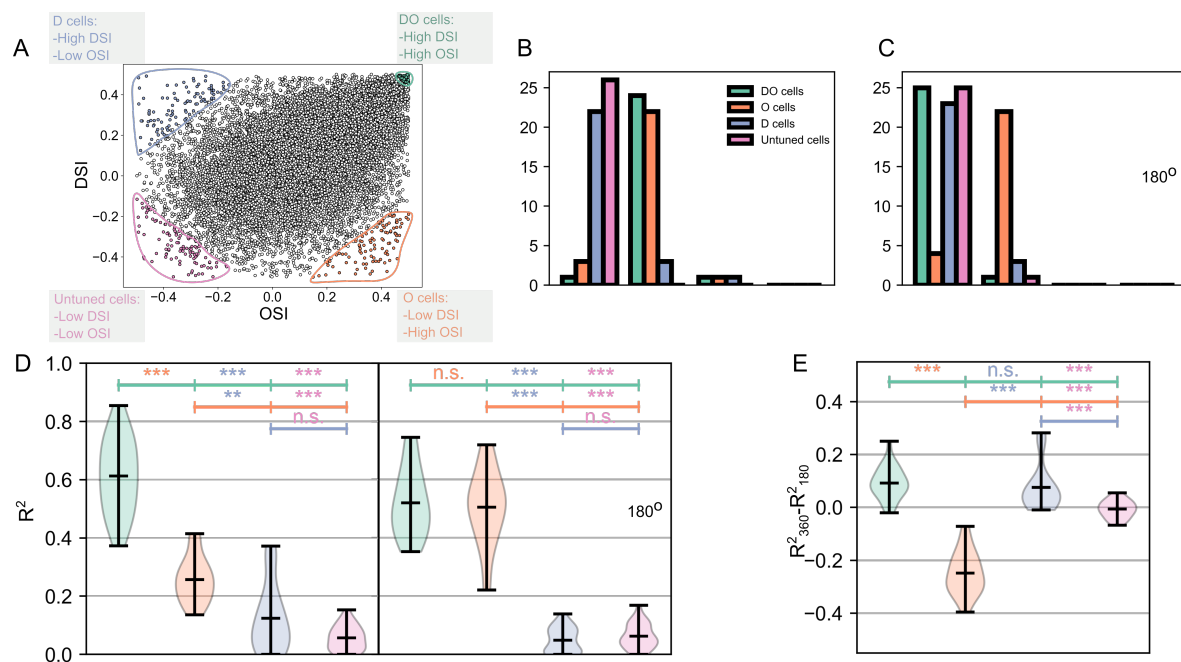 D cells:
-High DSI
-Low OSI
DO cells:
-High DSI
-High OSI
A
DSI
0.4
0.2
0.0
−0.2
−0.4
−0.4
−0.2
0.0
0.2
0.4
OSI
Untuned cells:
-Low DSI
-Low OSI
O cells:
-Low DSI
-High OSI
B
25
20
15
10
5
0
DO cells
O cells
D cells
Untuned cells
C
25
20
15
10
5
0
180º
D
R²
1.0
0.8
0.6
0.4
0.2
0.0
*** *** ***
** ***
n.s.
n.s. *** ***
*** ***
n.s.
180º
E
R²360-R²180
0.4
0.2
0.0
−0.2
−0.4
*** n.s. ***
*** ***
***